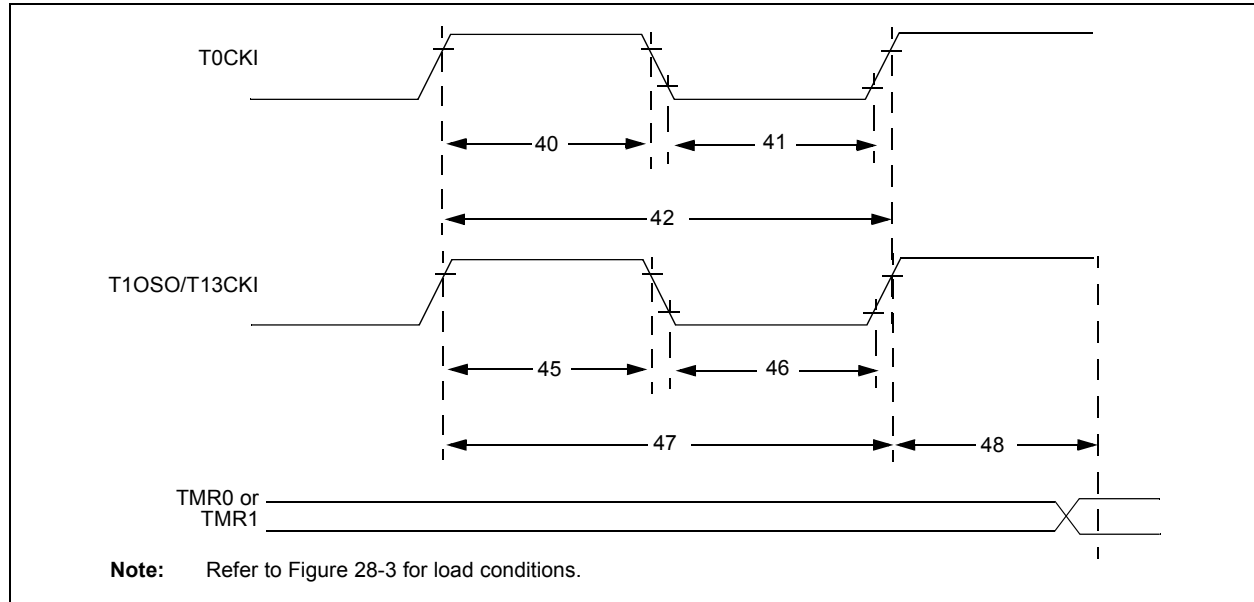 T0CKI
40
41
42
T1OSO/T13CKI
45
46
47
48
TMR0 or
TMR1
Note: Refer to Figure 28-3 for load conditions.